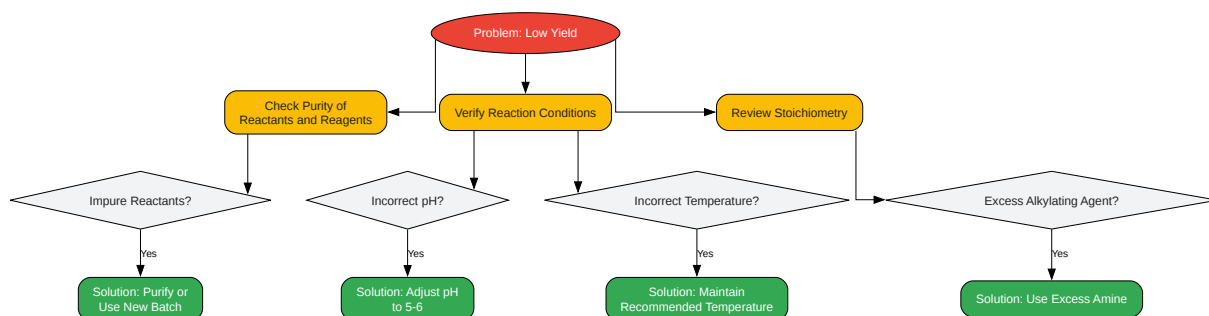 Problem: Low Yield
Check Purity of
Reactants and Reagents
Verify Reaction Conditions
Review Stoichiometry
Impure Reactants?
Incorrect pH?
Incorrect Temperature?
Excess Alkylating Agent?
Yes
Yes
Yes
Yes
Solution: Purify or
Use New Batch
Solution: Adjust pH
to 5-6
Solution: Maintain
Recommended Temperature
Solution: Use Excess Amine